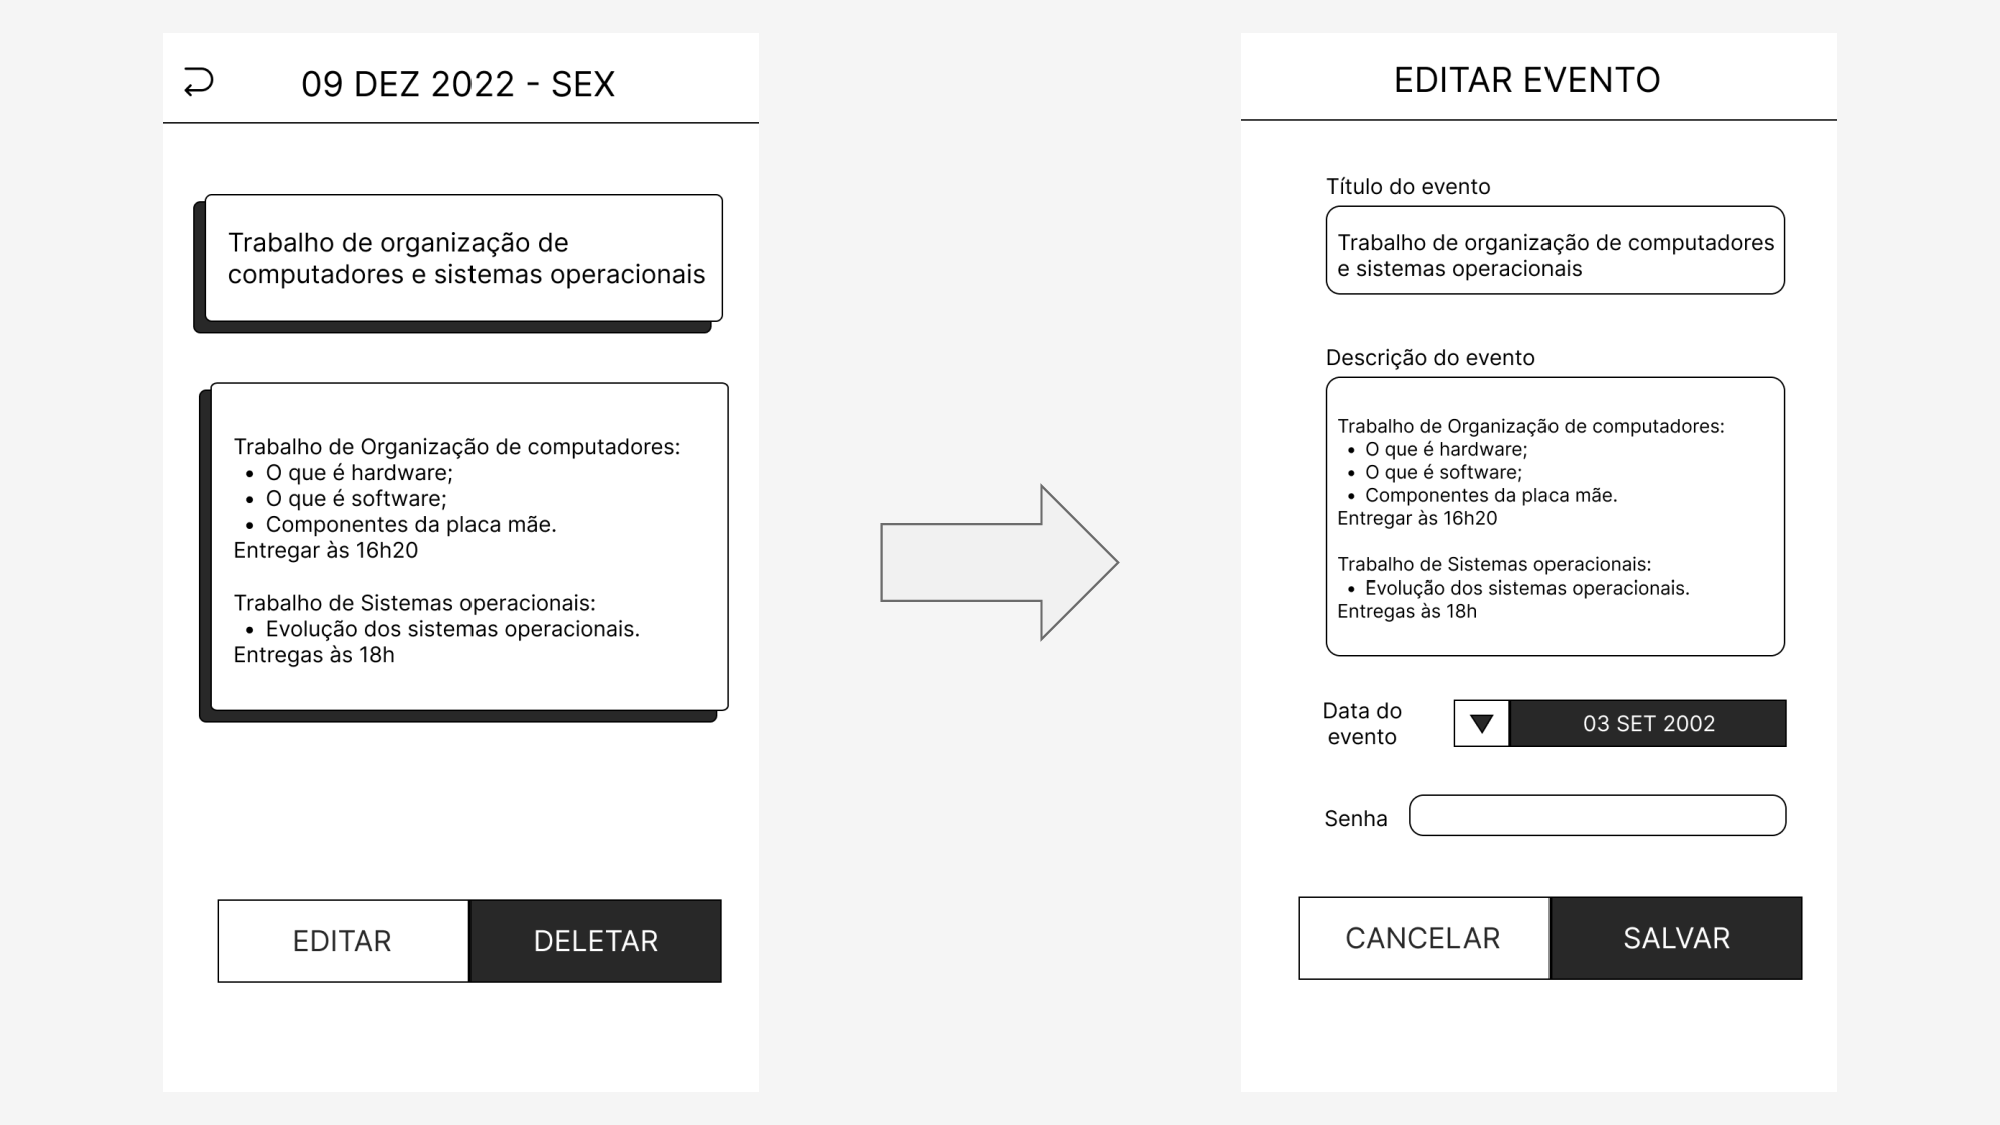 09 DEZ 2022 - SEX
Trabalho de organização de
computadores e sistemas operacionais
Trabalho de Organização de computadores:
• O que é hardware;
• O que é software;
• Componentes da placa mãe.
Entregar às 16h20
Trabalho de Sistemas operacionais:
• Evolução dos sistemas operacionais.
Entregas às 18h
EDITAR
DELETAR
EDITAR EVENTO
Título do evento
Trabalho de organização de computadores
e sistemas operacionais
Descrição do evento
Trabalho de Organização de computadores:
• O que é hardware;
• O que é software;
• Componentes da placa mãe.
Entregar às 16h20
Trabalho de Sistemas operacionais:
• Evolução dos sistemas operacionais.
Entregas às 18h
Data do
evento
03 SET 2002
Senha
CANCELAR
SALVAR